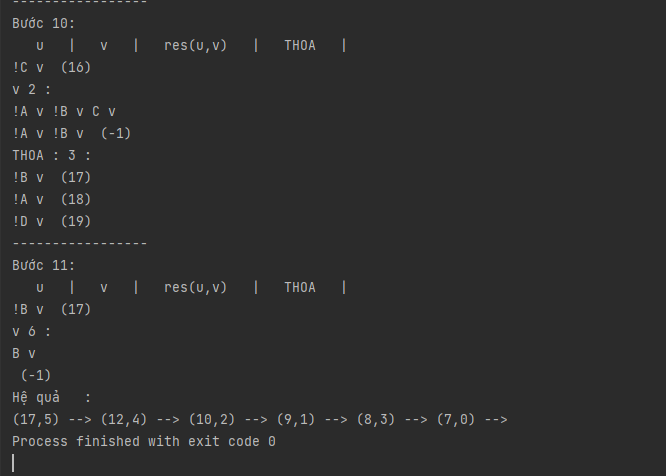 -----------------
Bước 10:
   u   |   v   |   res(u,v)   |   THOA   |
!C v  (16)
v 2 :
!A v !B v C v
!A v !B v  (-1)
THOA : 3 :
!B v  (17)
!A v  (18)
!D v  (19)
-----------------
Bước 11:
   u   |   v   |   res(u,v)   |   THOA   |
!B v  (17)
v 6 :
B v
 (-1)
Hệ quả   :
(17,5) --> (12,4) --> (10,2) --> (9,1) --> (8,3) --> (7,0) -->
Process finished with exit code 0